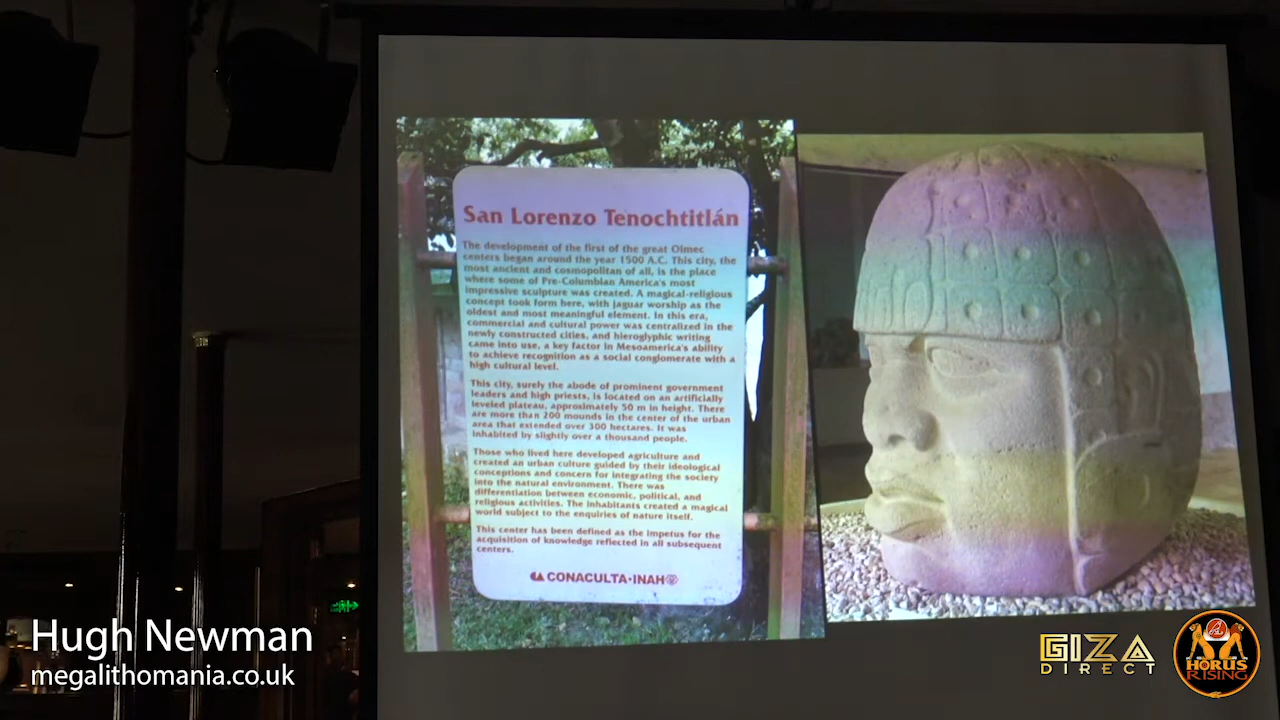 San Lorenzo Tenochtitlán
The development of the first of the great Olmec
centers began around the year 1500 A.C. This city, the
most ancient and cosmopolitan of all, is the place
where some of Pre-Columbian America's most
impressive sculpture was created. A magical-religious
concept took form here, with jaguar worship as the
oldest and most meaningful element. In this era,
commercial and cultural power was centralized in the
newly constructed cities, and hieroglyphic writing
came into use, a key factor in Mesoamerica's ability
to achieve recognition as a social conglomerate with a
high cultural level.
This city, surely the abode of prominent government
leaders and high priests, is located on an artificially
leveled plateau, approximately 50 m in height. There
are more than 200 mounds in the center of the urban
area that extended over 300 hectares. It was
inhabited by slightly over a thousand people.
Those who lived here developed agriculture and
created an urban culture guided by their ideological
conceptions and concern for integrating the society
into the natural environment. There was
differentiation between economic, political, and
religious activities. The inhabitants created a magical
world subject to the enquiries of nature itself.
This center has been defined as the impetus for the
acquisition of knowledge reflected in all subsequent
centers.
CONACULTA·INAH
Hugh Newman
megalithomania.co.uk
GIZA
DIRECT
HORUS
RISING